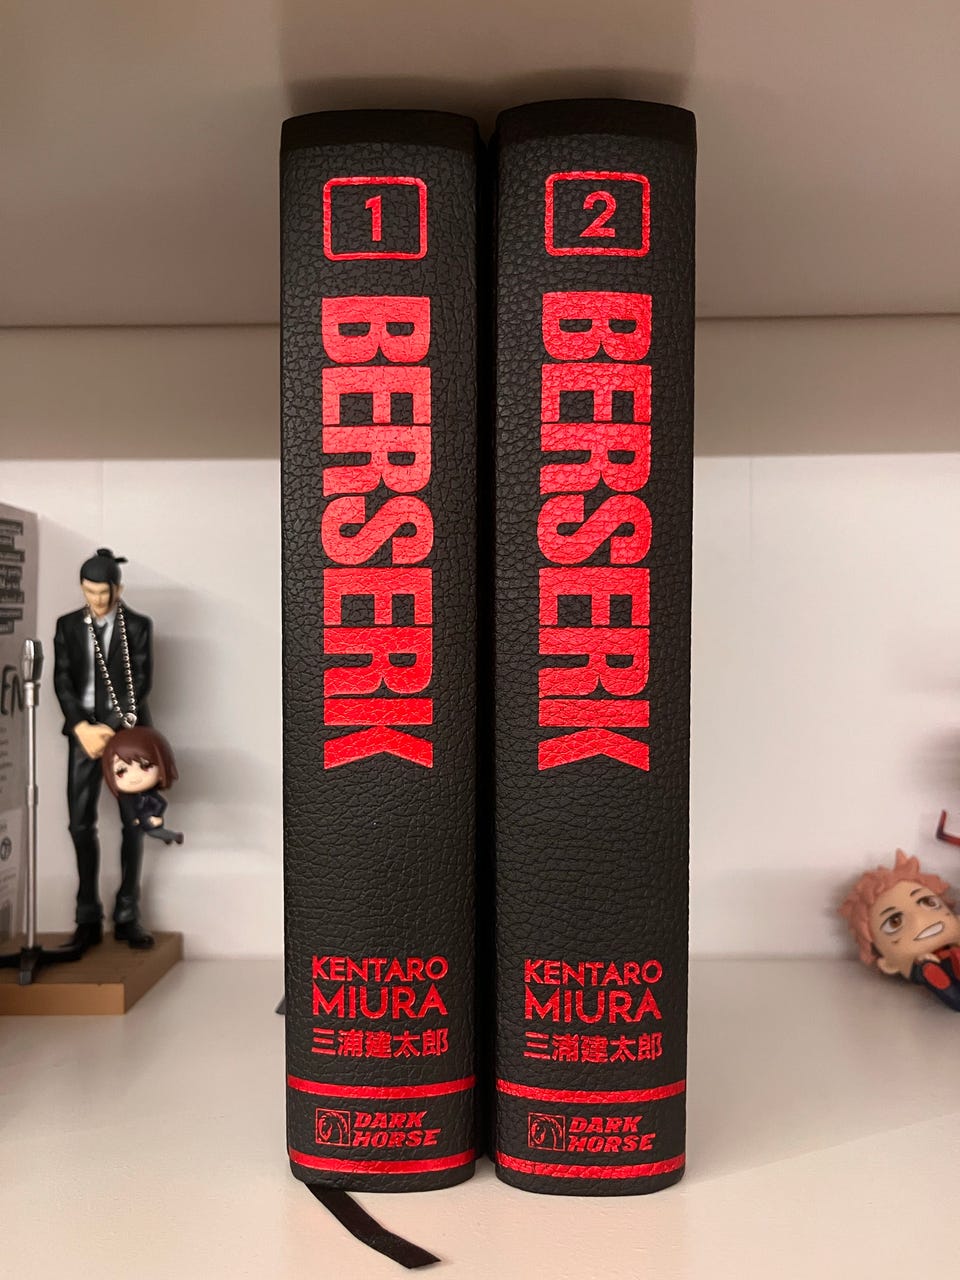 1
BERSERK
KENTARO
MIURA
三浦建太郎
DARK
HORSE
2
BERSERK
KENTARO
MIURA
三浦建太郎
DARK
HORSE